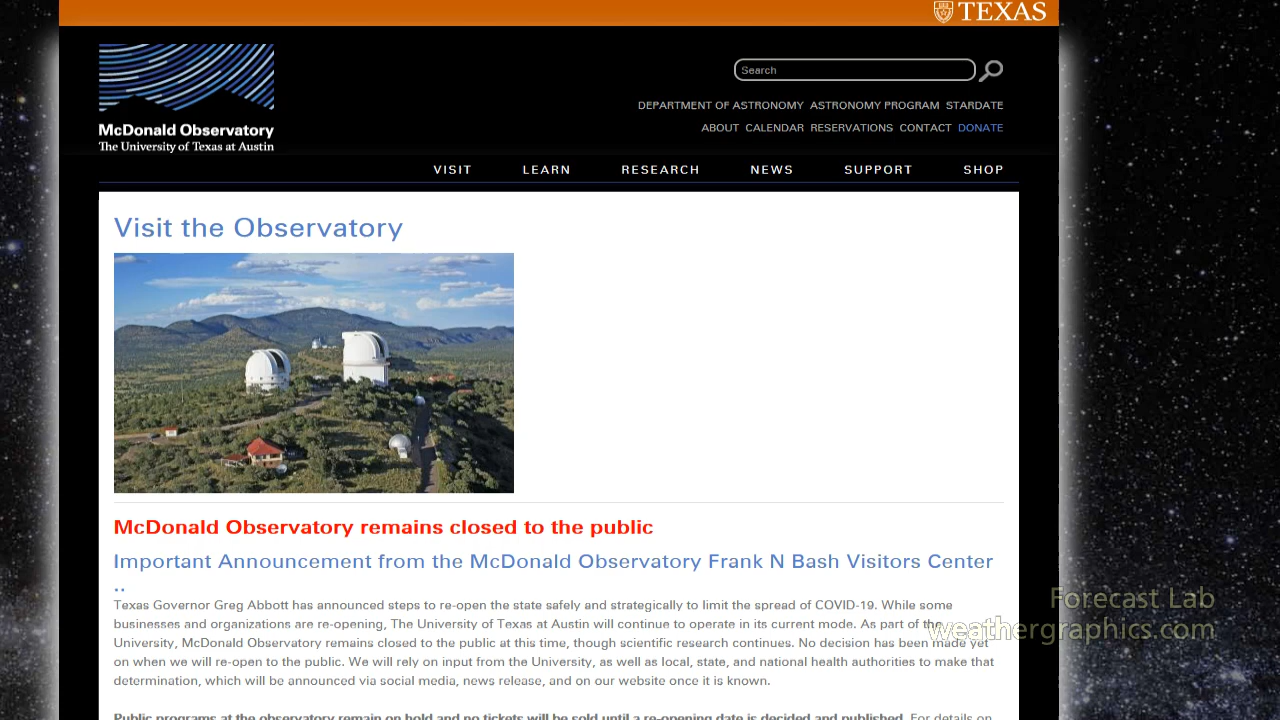 TEXAS
McDonald Observatory
The University of Texas at Austin
Search
DEPARTMENT OF ASTRONOMY ASTRONOMY PROGRAM STARDATE
ABOUT CALENDAR RESERVATIONS CONTACT DONATE
VISIT LEARN RESEARCH NEWS SUPPORT SHOP
Visit the Observatory
McDonald Observatory remains closed to the public
Important Announcement from the McDonald Observatory Frank N Bash Visitors Center
..
Texas Governor Greg Abbott has announced steps to re-open the state safely and strategically to limit the spread of COVID-19. While some
businesses and organizations are re-opening, The University of Texas at Austin will continue to operate in its current mode. As part of the
University, McDonald Observatory remains closed to the public at this time, though scientific research continues. No decision has been made yet
on when we will re-open to the public. We will rely on input from the University, as well as local, state, and national health authorities to make that
determination, which will be announced via social media, news release, and on our website once it is known.
Public programs at the observatory remain on hold and no tickets will be sold until a re-opening date is decided and published. For details on
Forecast Lab
weathergraphics.com